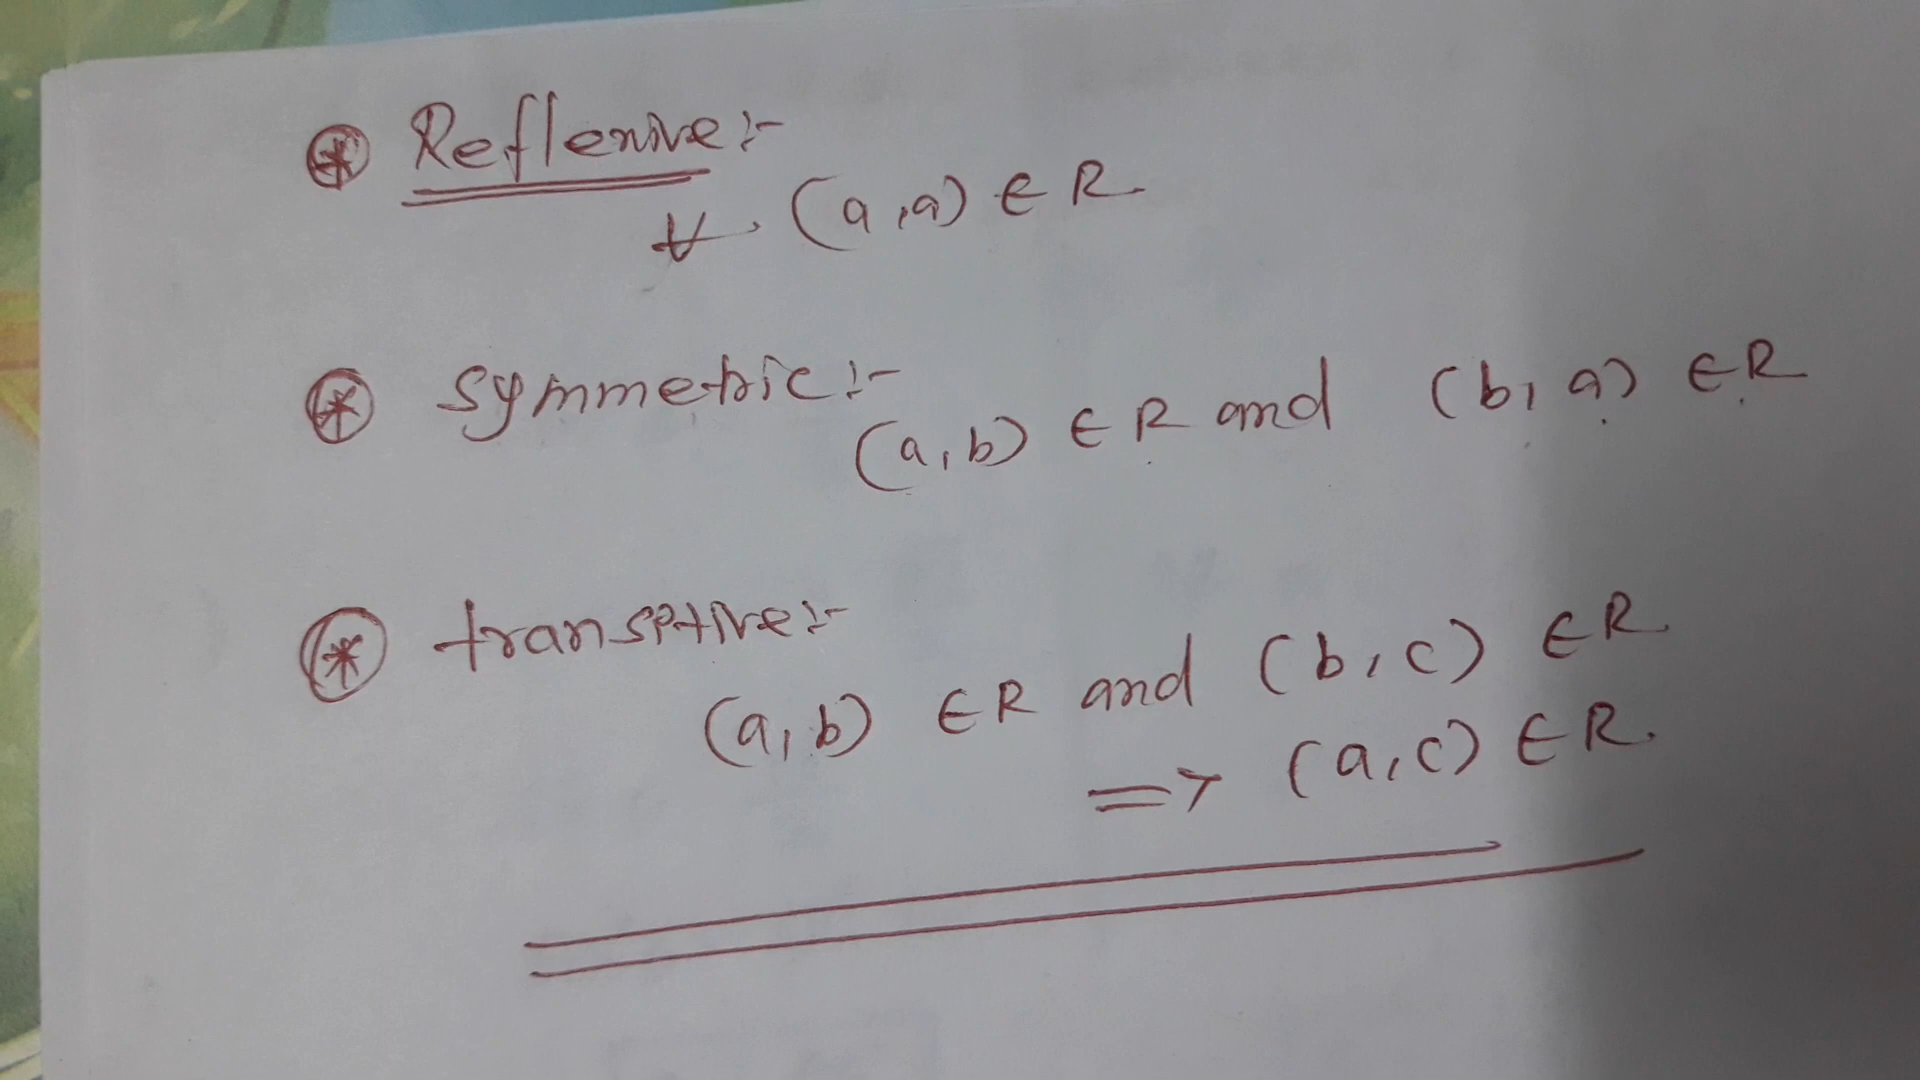 ⊛ Reflexive:-
∀ (a,a) ∈ R
⊛ Symmetric:-
(a,b) ∈ R and (b,a) ∈ R
⊛ transitive:-
(a,b) ∈ R and (b,c) ∈ R
=> (a,c) ∈ R.